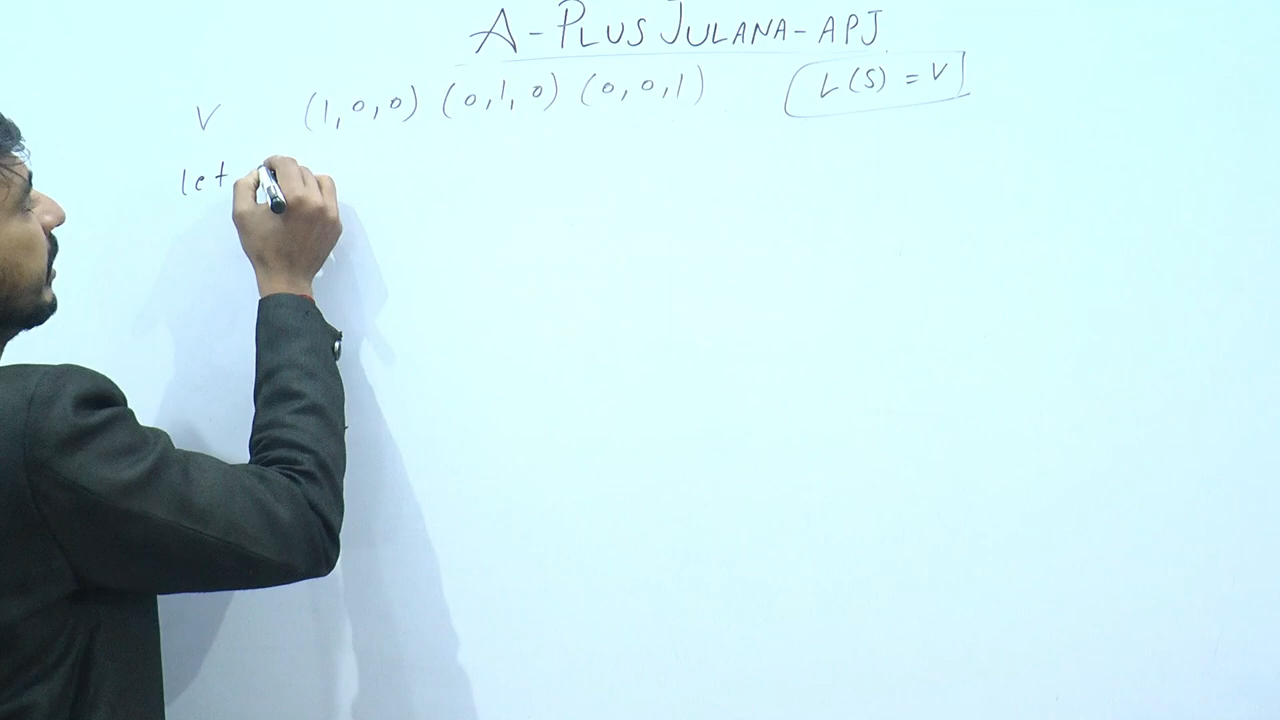 A-PLUS JULANA-APJ
V (1,0,0) (0,1,0) (0,0,1) L(S) = V
let